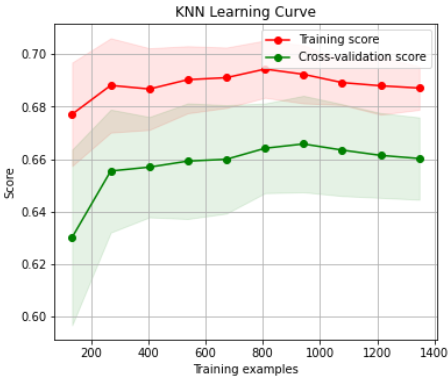 KNN Learning Curve
Training score
Cross-validation score
0.70
0.68
0.66
0.64
0.62
0.60
Score
200 400 600 800 1000 1200 1400
Training examples